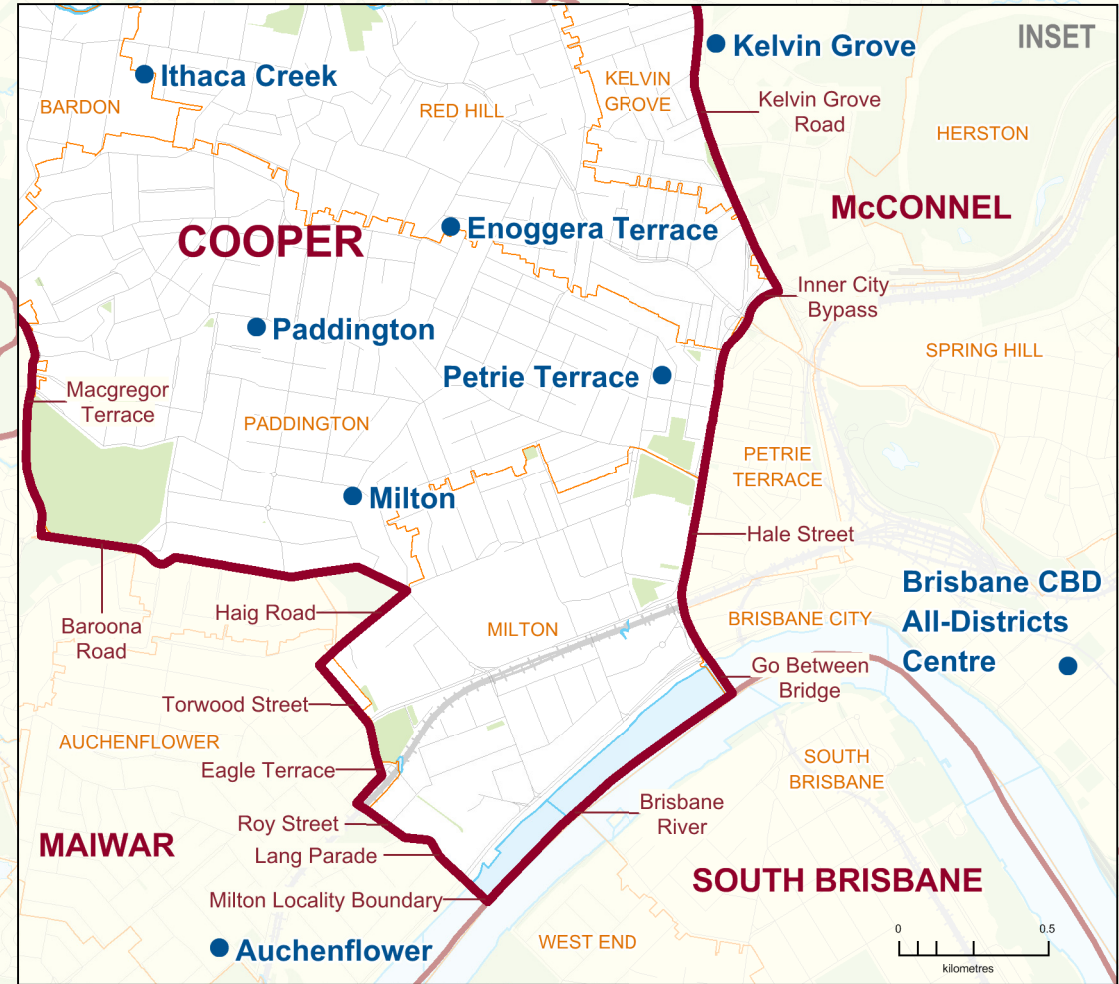 INSET
Kelvin Grove
Ithaca Creek
KELVIN
GROVE
BARDON
RED HILL
Kelvin Grove
Road
HERSTON
McCONNEL
COOPER
Enoggera Terrace
Inner City
Bypass
Paddington
SPRING HILL
Petrie Terrace
Macgregor
Terrace
PADDINGTON
PETRIE
TERRACE
Milton
Hale Street
Brisbane CBD
All-Districts
Centre
Haig Road
Baroona
Road
MILTON
BRISBANE CITY
Go Between
Bridge
Torwood Street
AUCHENFLOWER
SOUTH
BRISBANE
Eagle Terrace
Brisbane
River
Roy Street
MAIWAR
Lang Parade
SOUTH BRISBANE
Milton Locality Boundary
Auchenflower
WEST END
0
0.5
kilometres